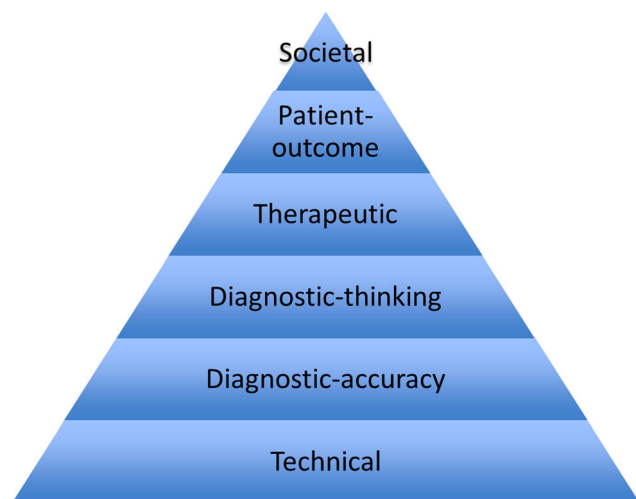 Societal
Patient-
outcome
Therapeutic
Diagnostic-thinking
Diagnostic-accuracy
Technical